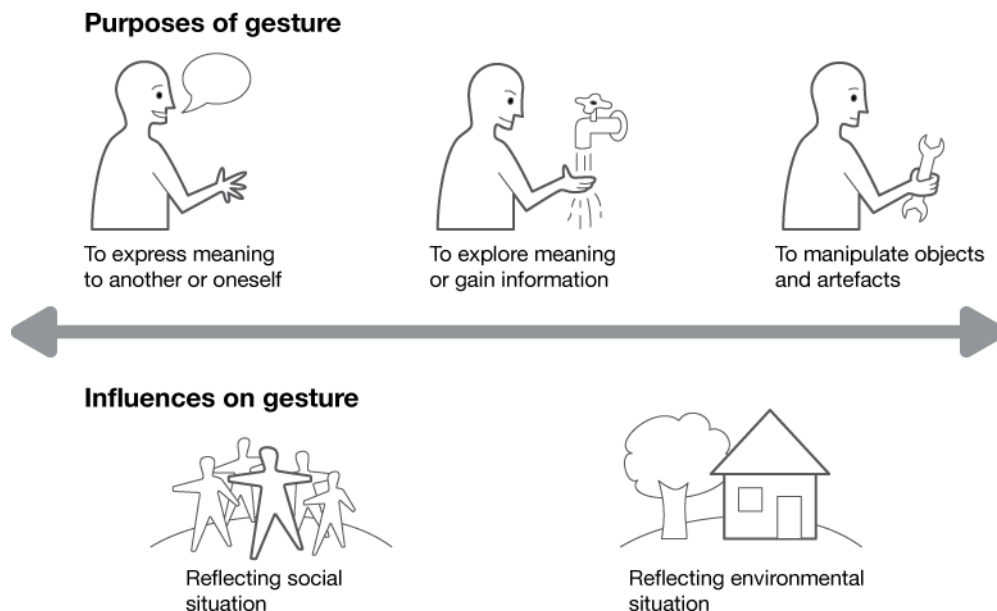 Purposes of gesture
To express meaning
to another or oneself
To explore meaning
or gain information
To manipulate objects
and artefacts
Influences on gesture
Reflecting social
situation
Reflecting environmental
situation